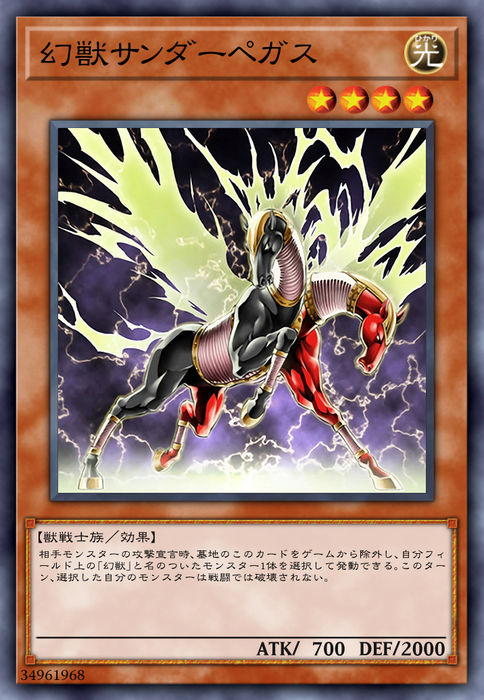 幻獣サンダーペガス
ひかり
光
【獣戦士族／効果】
相手モンスターの攻撃宣言時、墓地のこのカードをゲームから除外し、自分フィ
ールド上の「幻獣」と名のついたモンスター1体を選択して発動できる。このター
ン、選択した自分のモンスターは戦闘では破壊されない。
ATK/ 700 DEF/2000
34961968